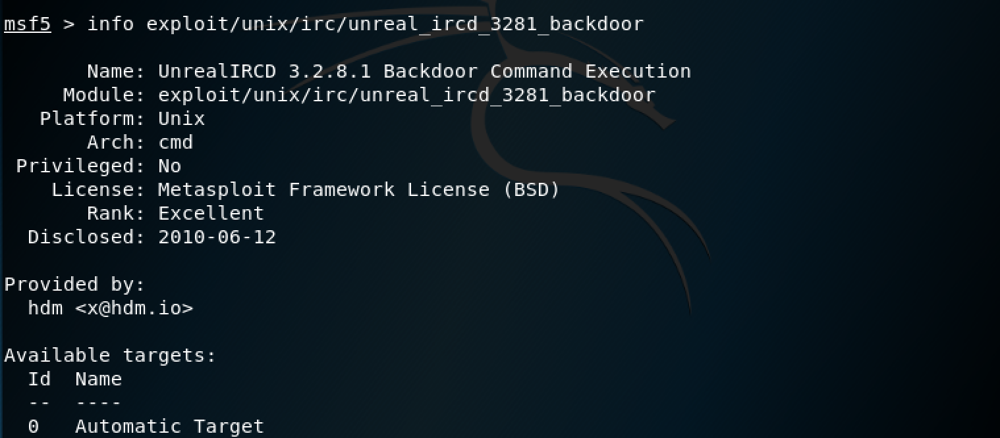 msf5 > info exploit/unix/irc/unreal_ircd_3281_backdoor
Name: UnrealIRCD 3.2.8.1 Backdoor Command Execution
Module: exploit/unix/irc/unreal_ircd_3281_backdoor
Platform: Unix
Arch: cmd
Privileged: No
License: Metasploit Framework License (BSD)
Rank: Excellent
Disclosed: 2010-06-12
Provided by:
hdm <x@hdm.io>
Available targets:
Id  Name
--  ----
0   Automatic Target